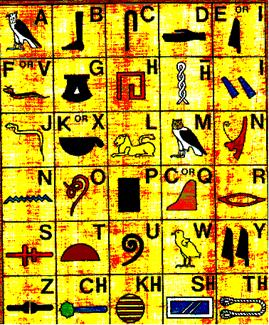 A B C D E OR I
F OR V G H H̄ I
J K OR X L M N
N O P C OR Q R
S T U W Y
Z CH KH SH TH